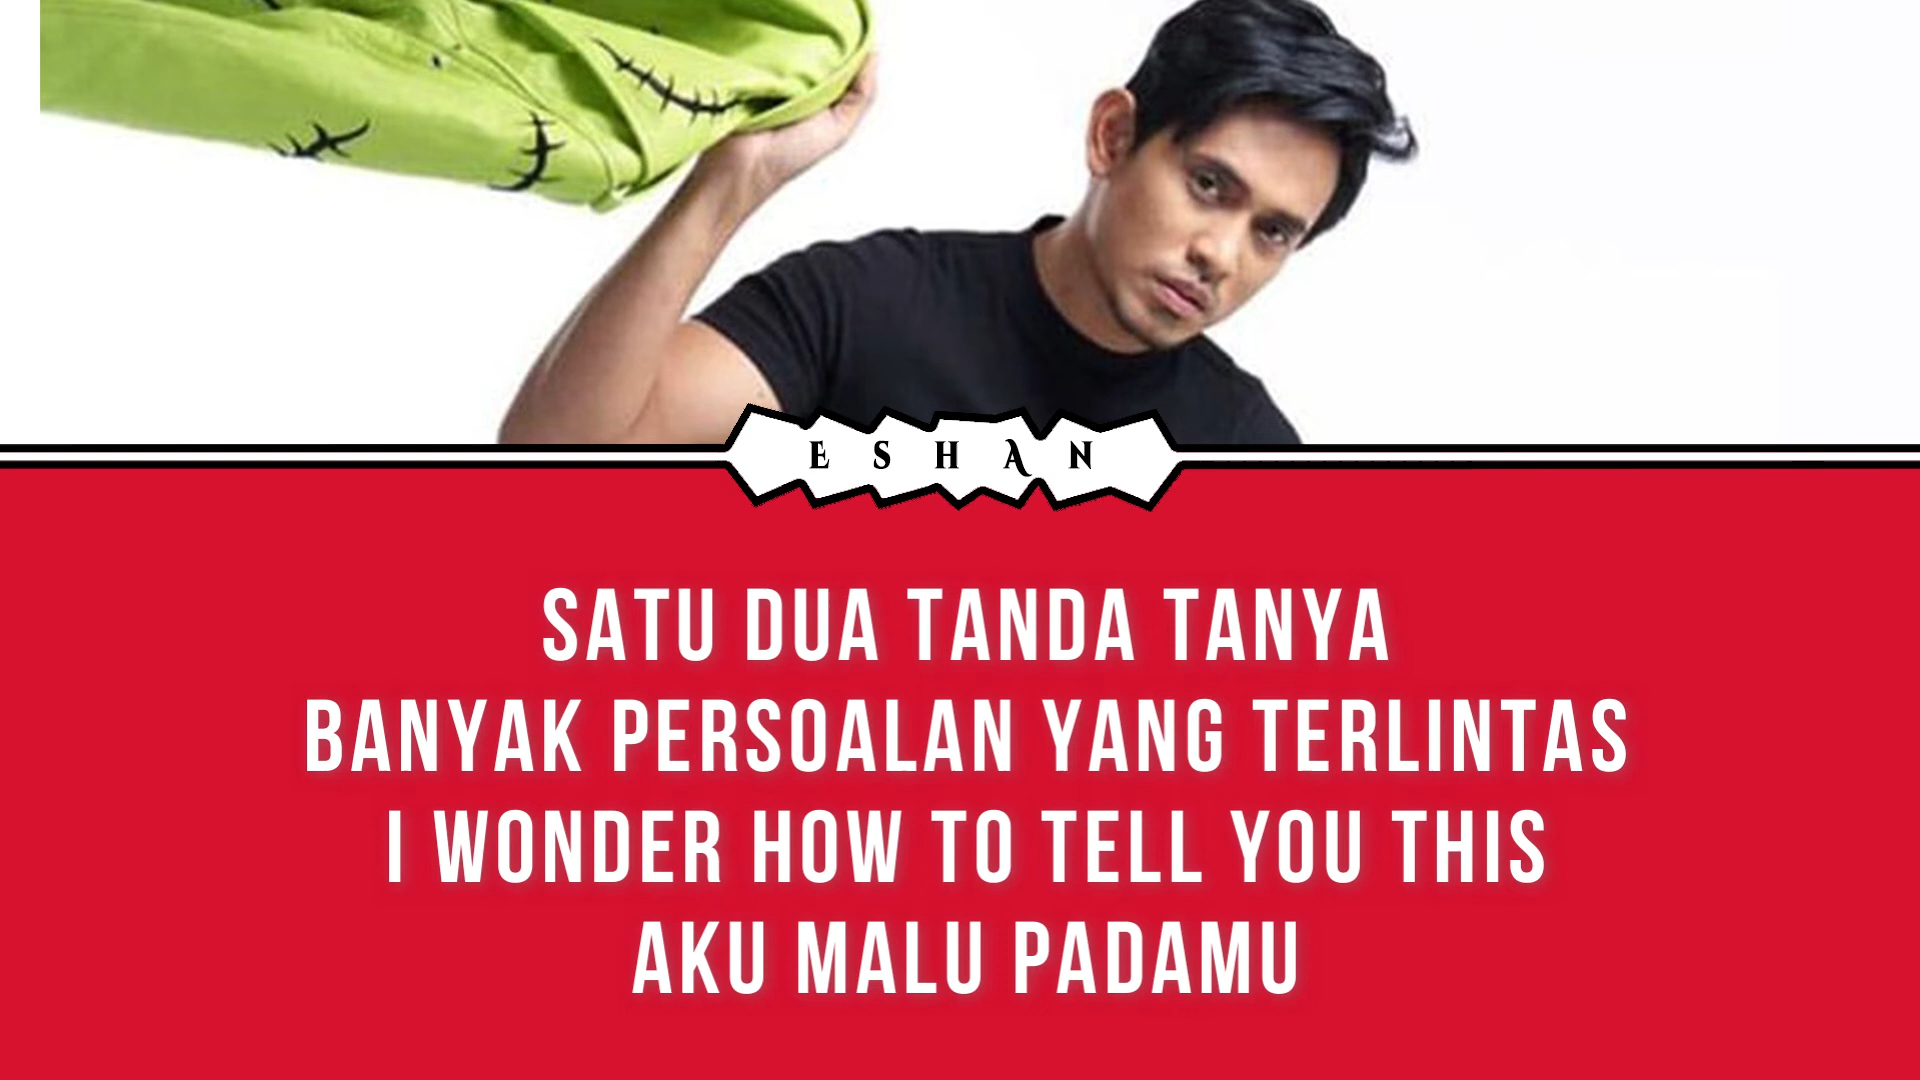 ESHAN
SATU DUA TANDA TANYA
BANYAK PERSOALAN YANG TERLINTAS
I WONDER HOW TO TELL YOU THIS
AKU MALU PADAMU